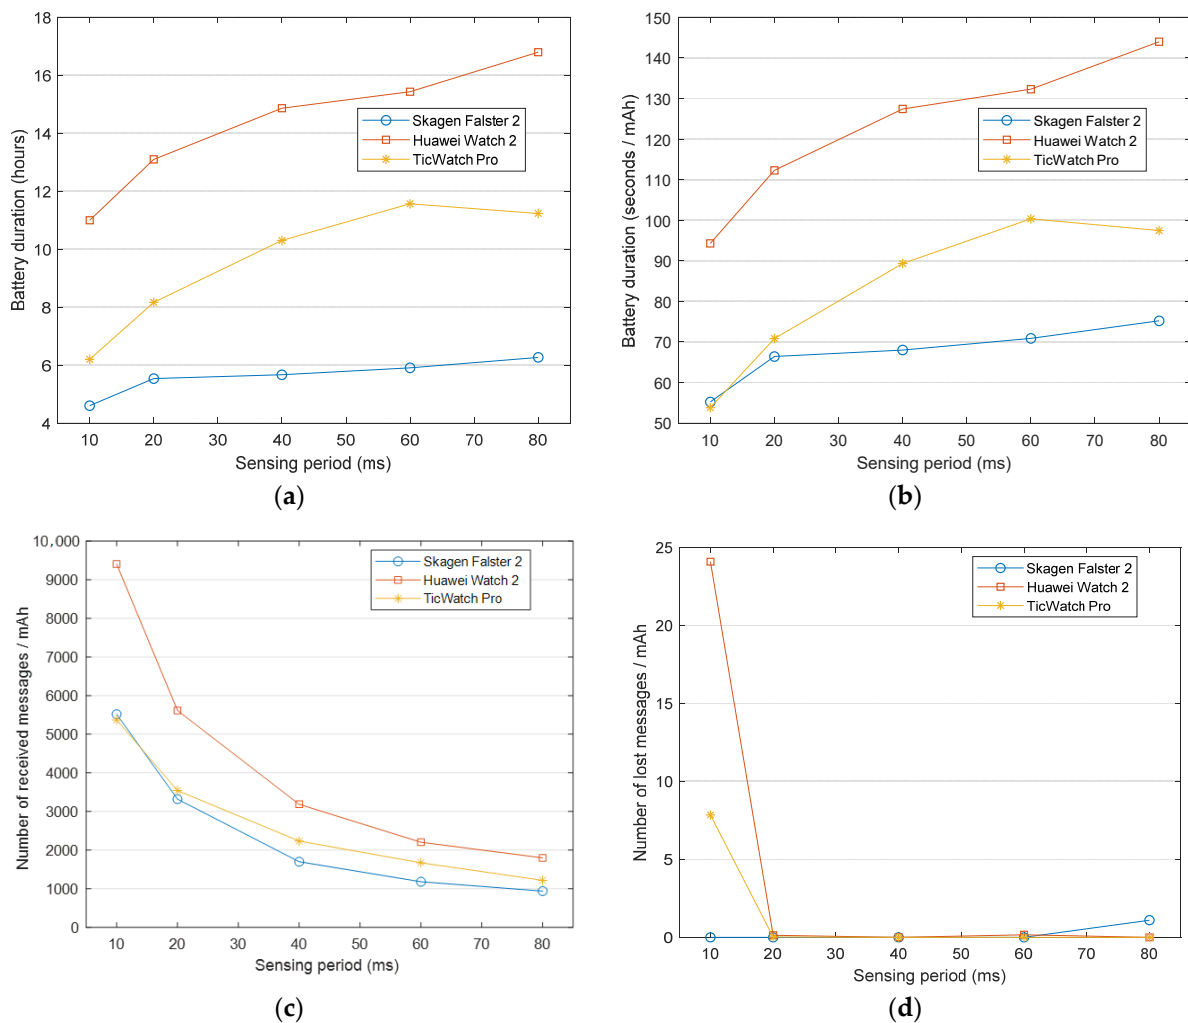 18
16
14
12
10
8
6
4
Battery duration (hours)
Skagen Falster 2
Huawei Watch 2
TicWatch Pro
10 20 30 40 50 60 70 80
Sensing period (ms)
(a)
150
140
130
120
110
100
90
80
70
60
50
Battery duration (seconds / mAh)
Skagen Falster 2
Huawei Watch 2
TicWatch Pro
10 20 30 40 50 60 70 80
Sensing period (ms)
(b)
10,000
9000
8000
7000
6000
5000
4000
3000
2000
1000
0
Number of received messages / mAh
Skagen Falster 2
Huawei Watch 2
TicWatch Pro
10 20 30 40 50 60 70 80
Sensing period (ms)
(c)
25
20
15
10
5
0
Number of lost messages / mAh
Skagen Falster 2
Huawei Watch 2
TicWatch Pro
10 20 30 40 50 60 70 80
Sensing period (ms)
(d)